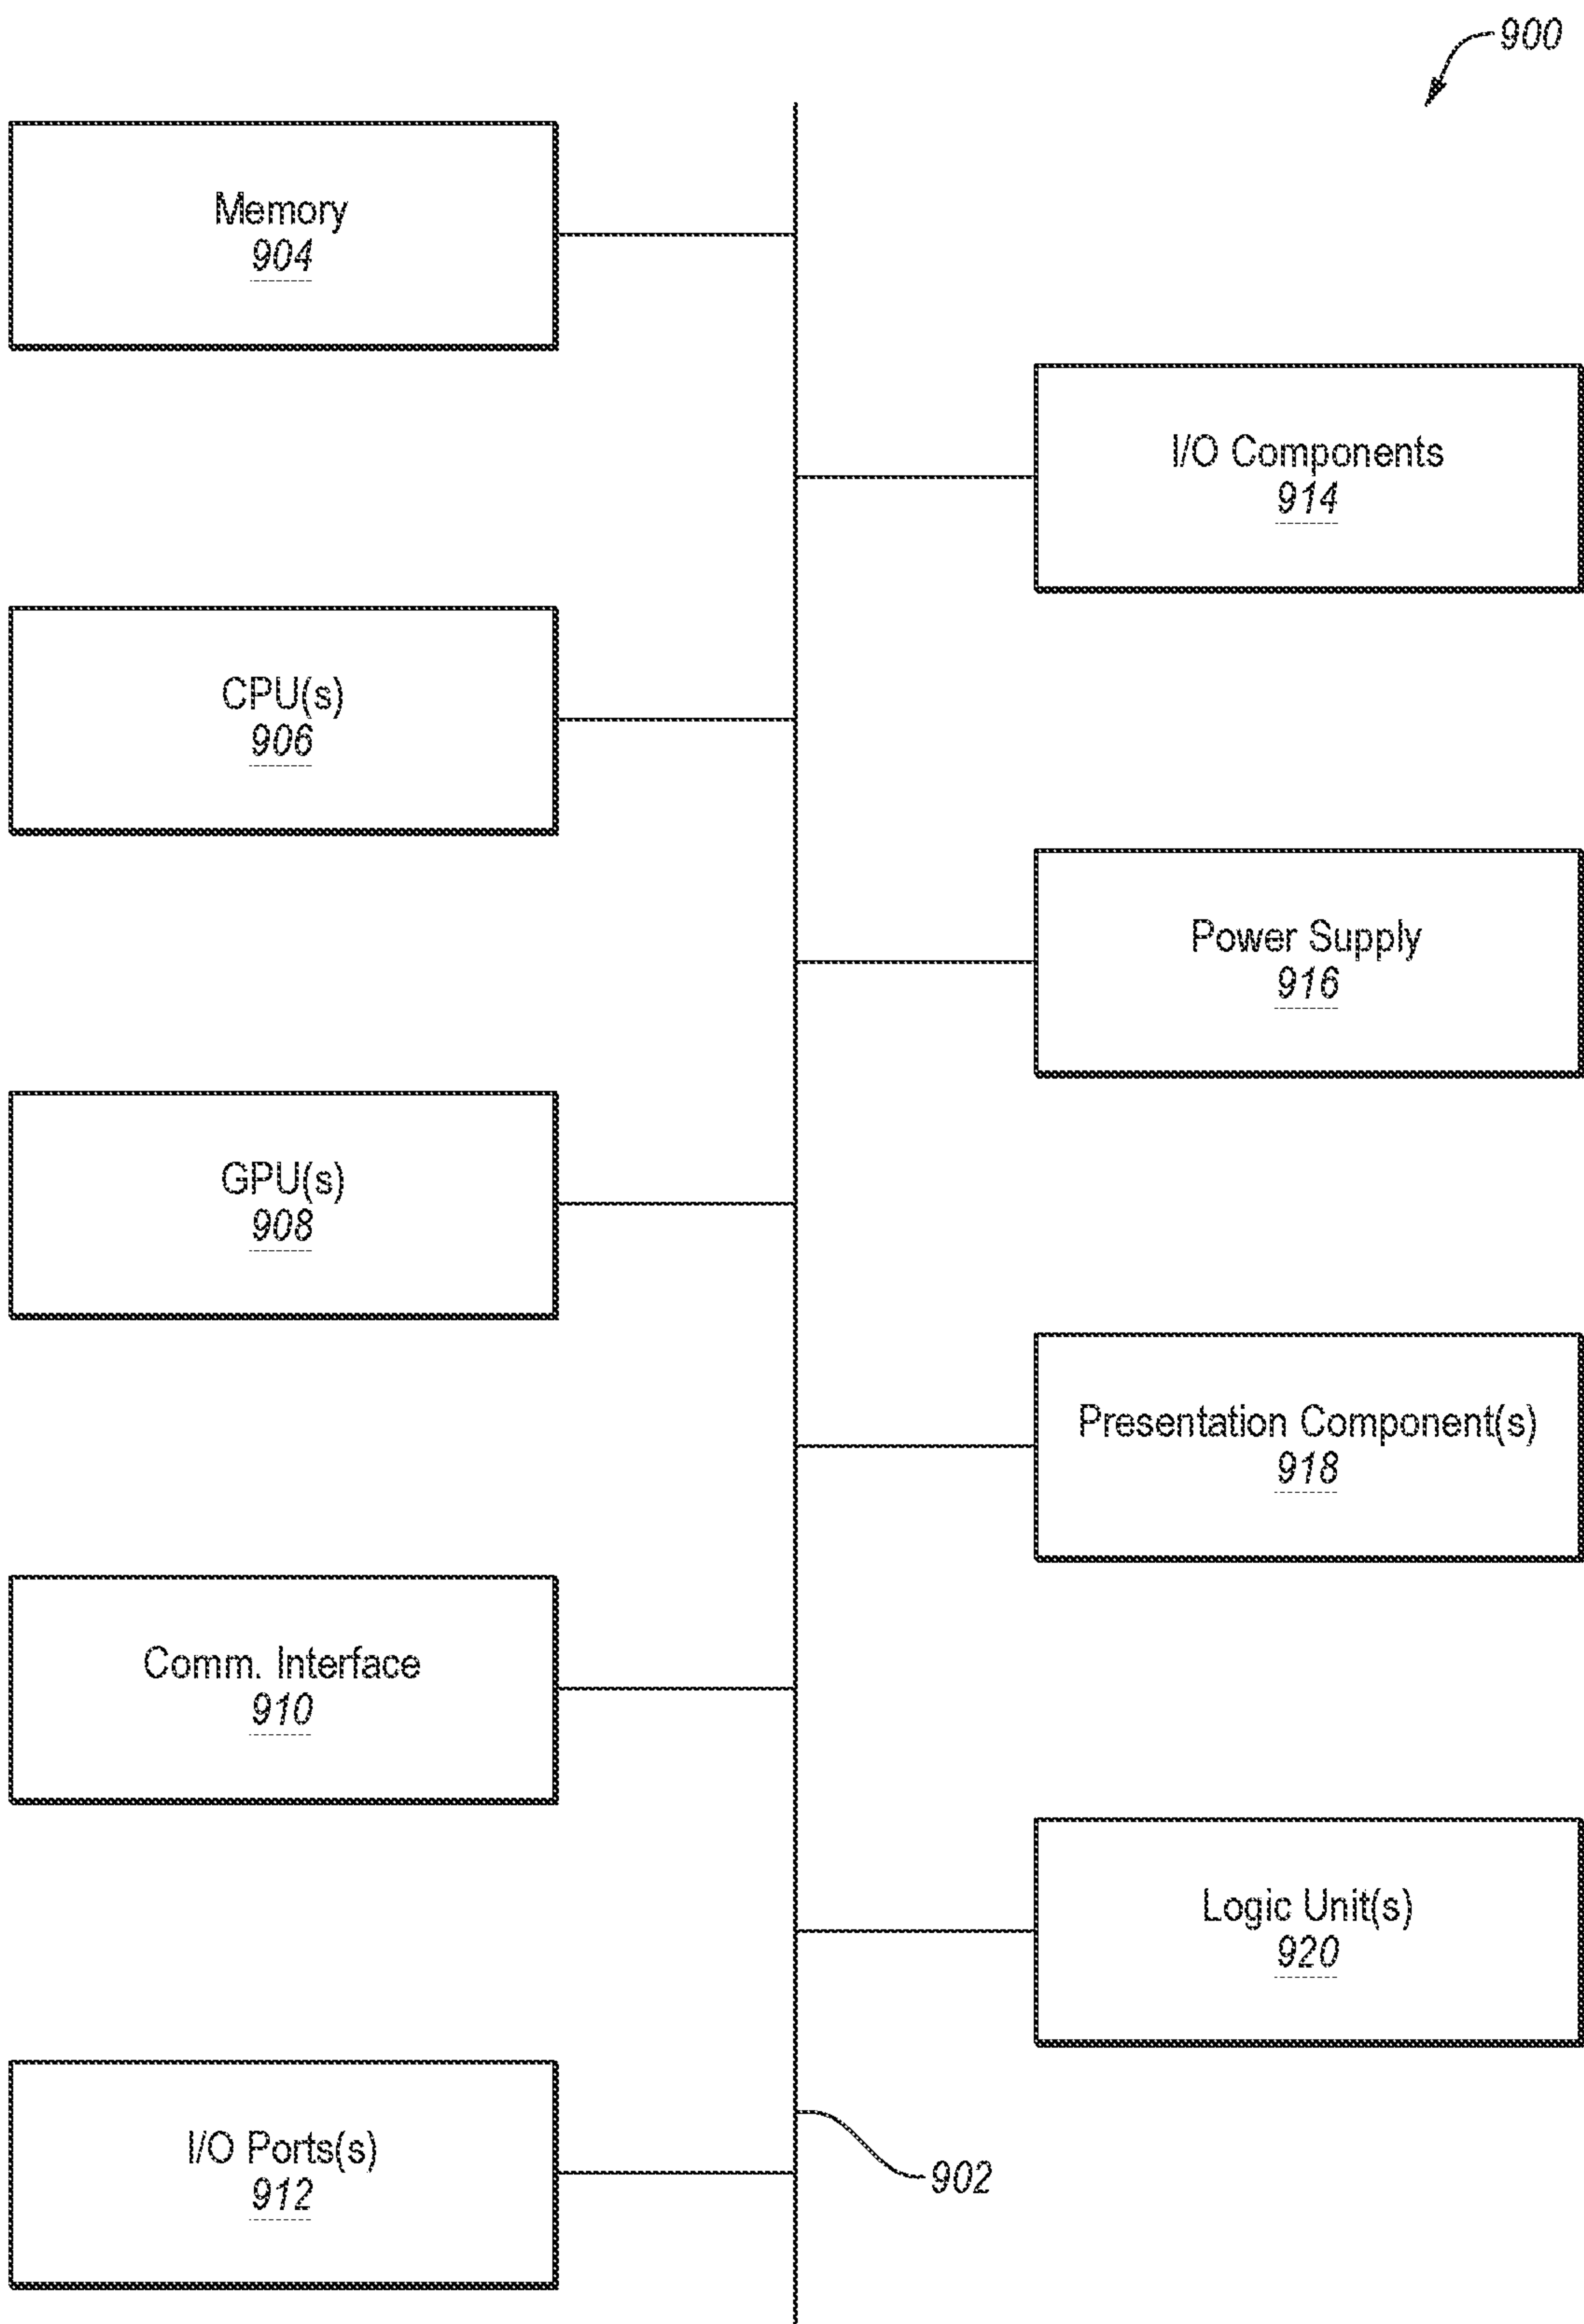 900
Memory
904
I/O Components
914
CPU(s)
906
Power Supply
916
GPU(s)
908
Presentation Component(s)
918
Comm. Interface
910
Logic Unit(s)
920
I/O Ports(s)
912
902